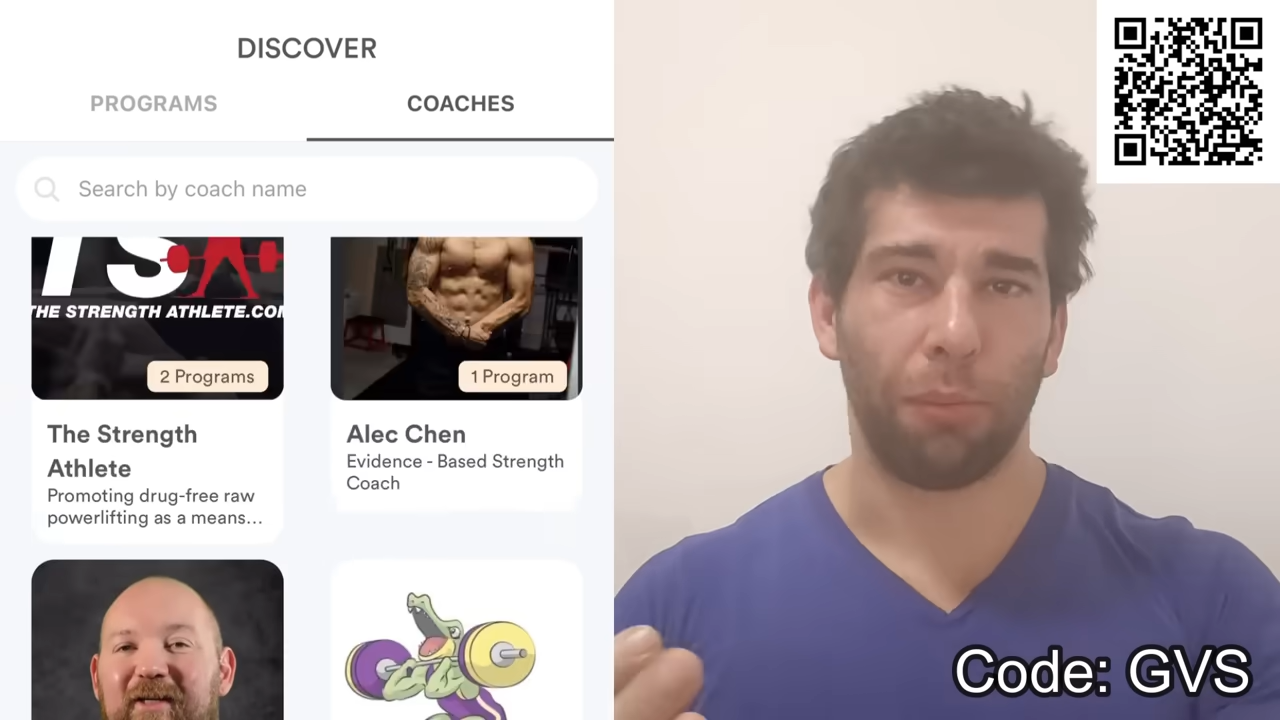 DISCOVER
PROGRAMS
COACHES
Search by coach name
TS
THE STRENGTH ATHLETE.COM
2 Programs
1 Program
The Strength
Athlete
Promoting drug-free raw
powerlifting as a means...
Alec Chen
Evidence - Based Strength
Coach
Code: GVS